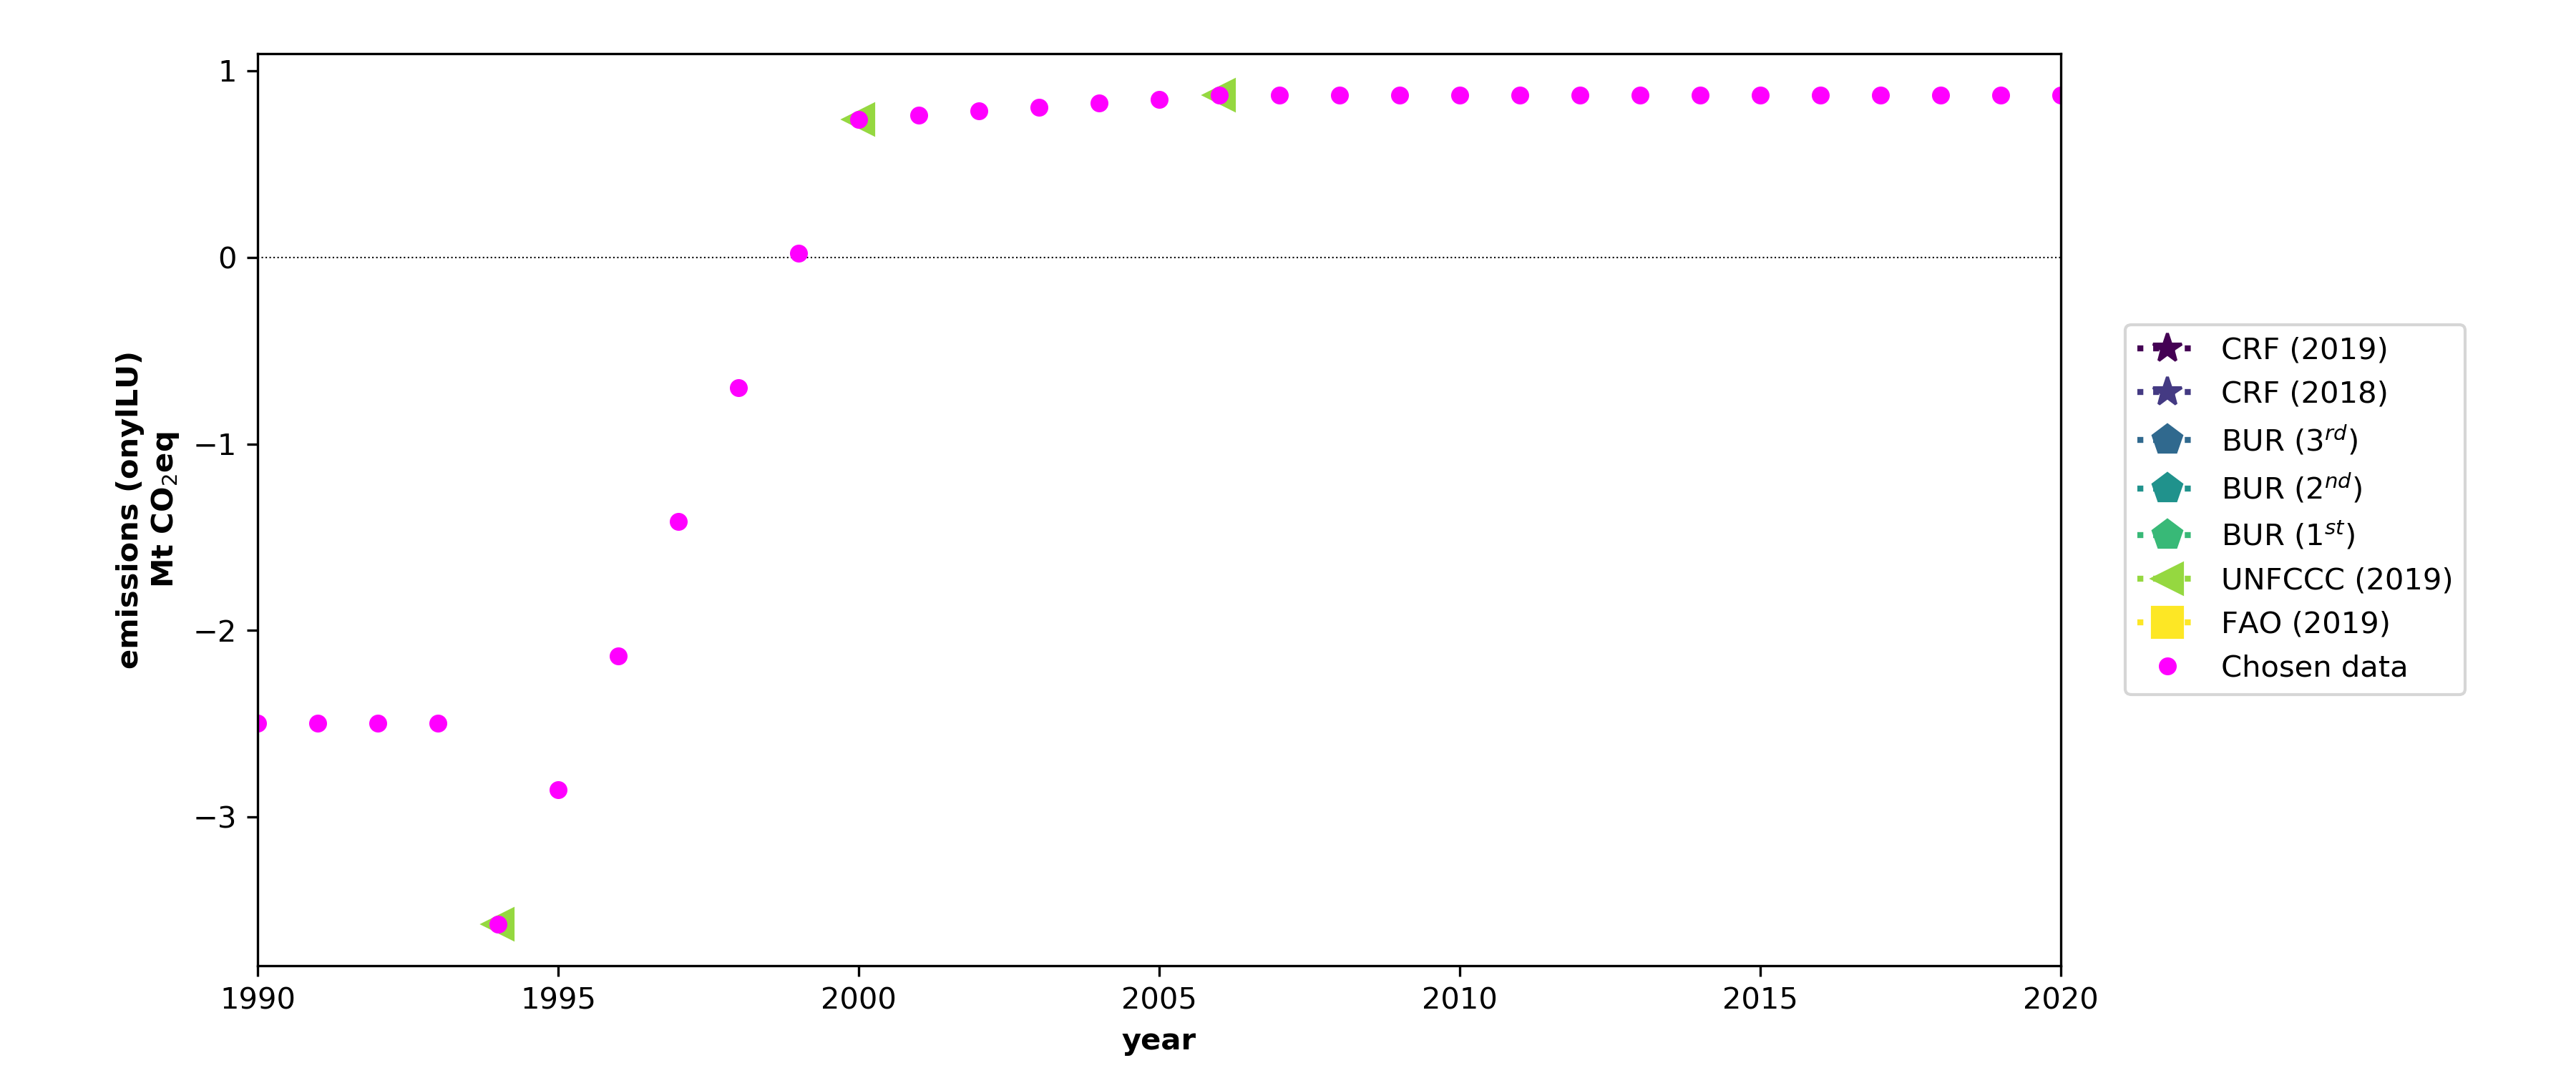 1
0
−1
−2
−3
emissions (onylLU)
Mt CO₂eq
1990 1995 2000 2005 2010 2015 2020
year
CRF (2019)
CRF (2018)
BUR (3ʳᵈ)
BUR (2ⁿᵈ)
BUR (1ˢᵗ)
UNFCCC (2019)
FAO (2019)
Chosen data